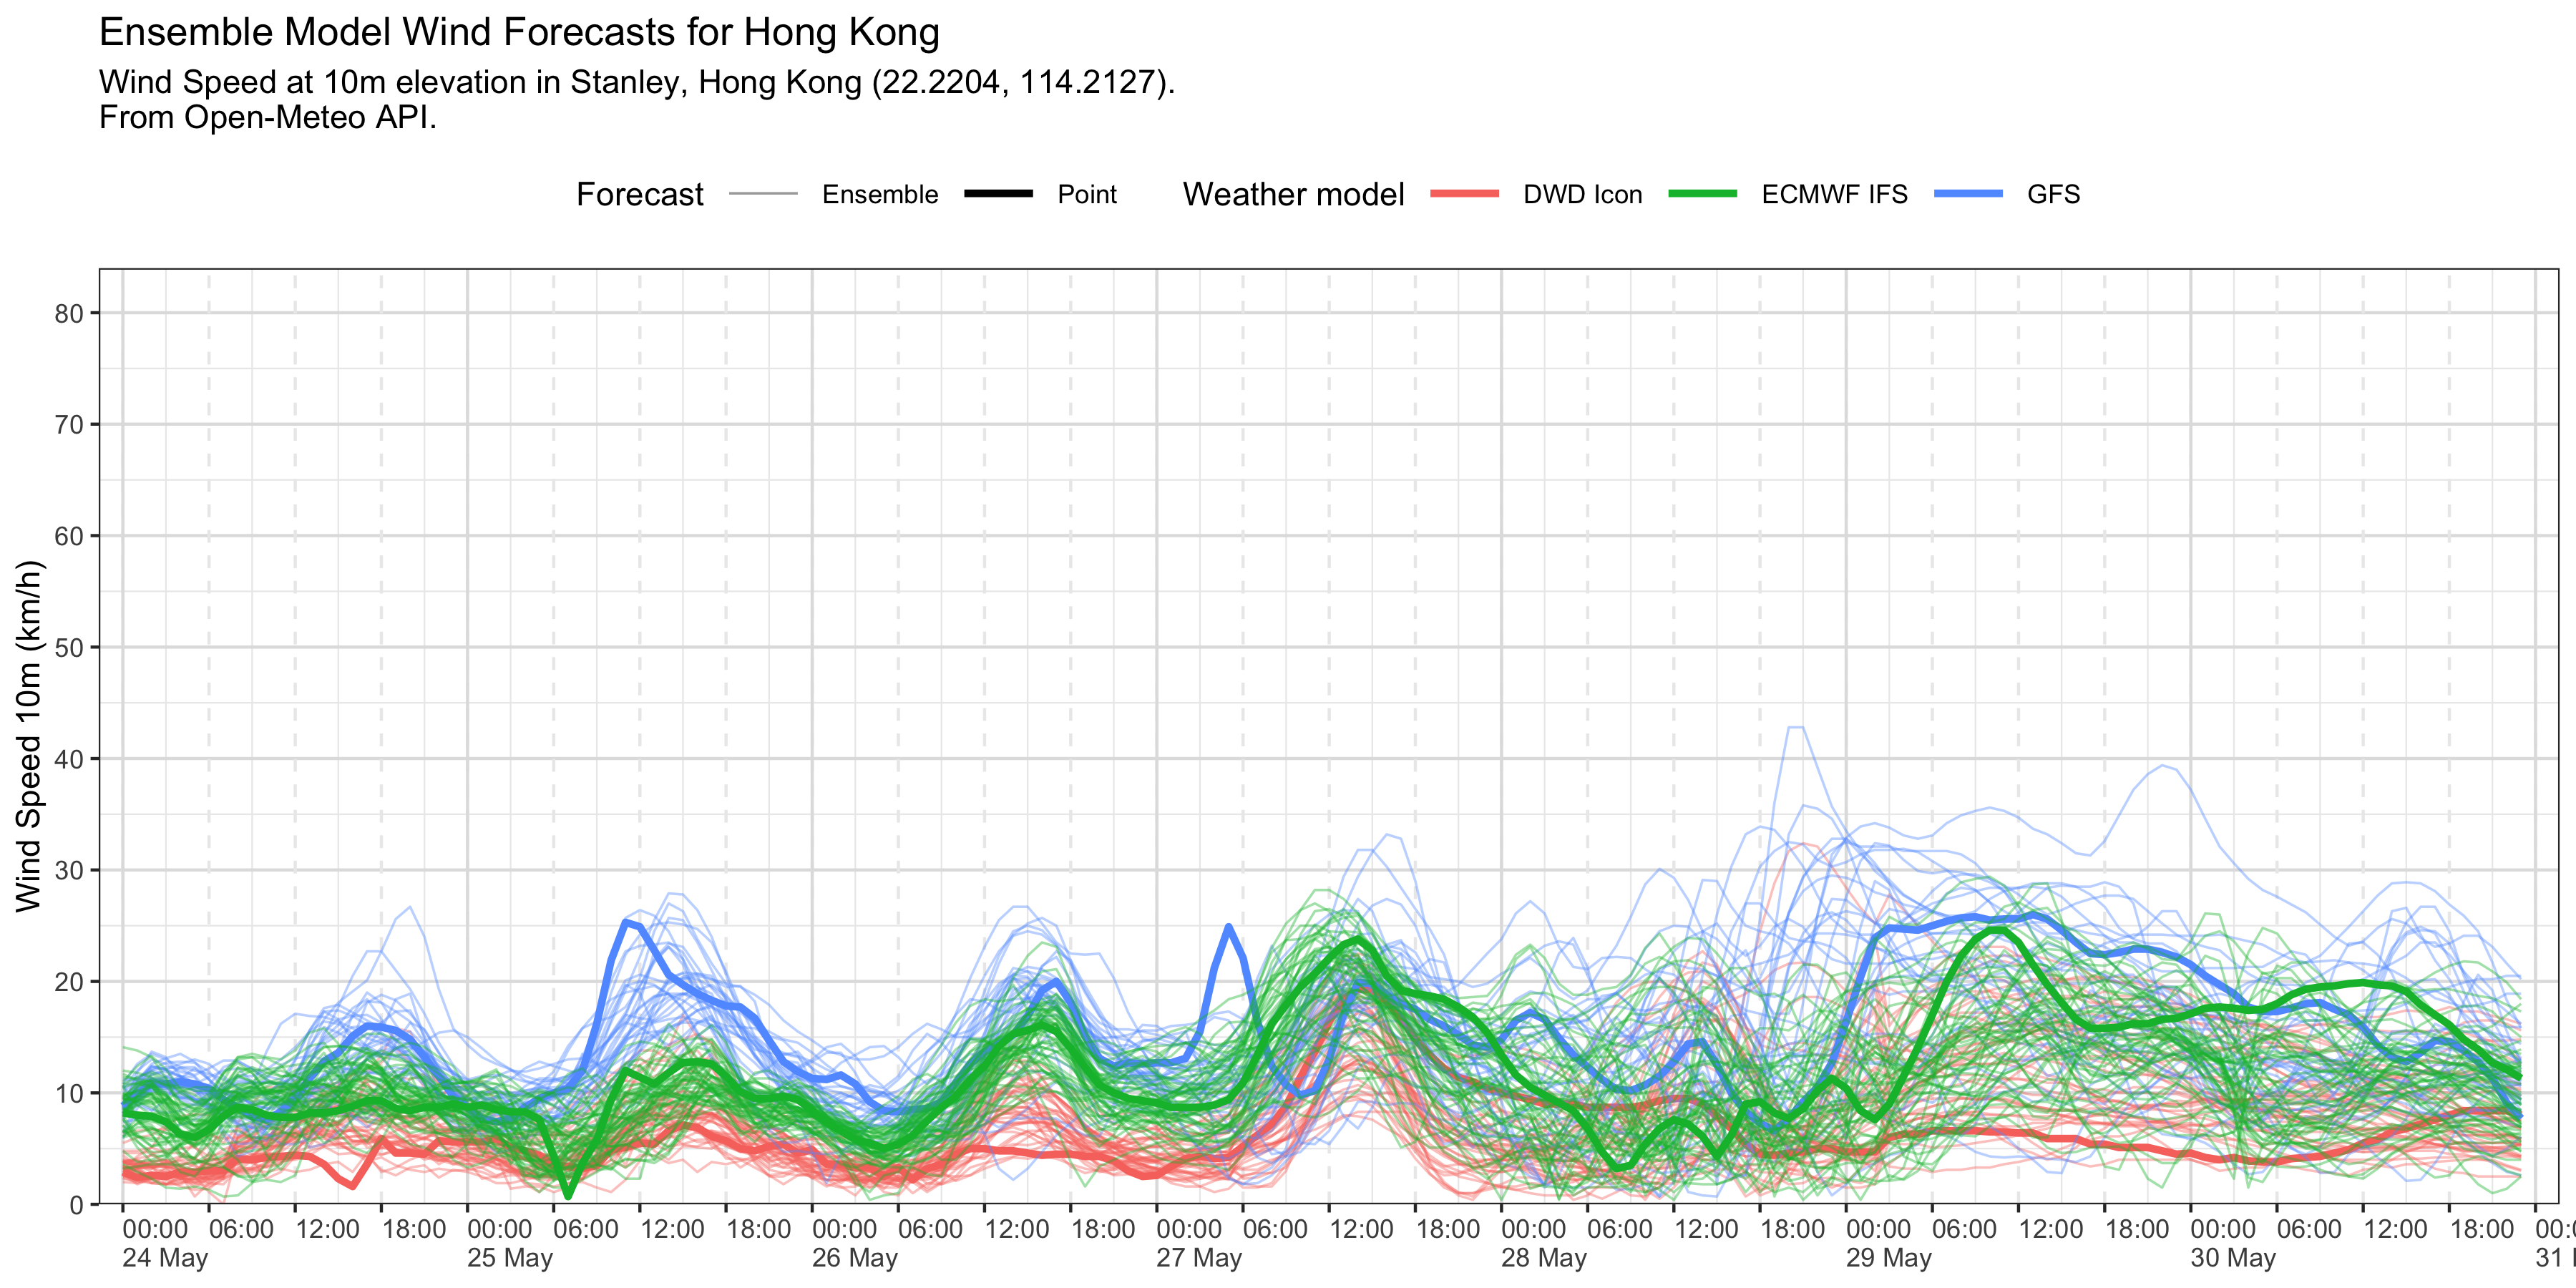 Ensemble Model Wind Forecasts for Hong Kong
Wind Speed at 10m elevation in Stanley, Hong Kong (22.2204, 114.2127).
From Open-Meteo API.
Forecast Ensemble Point Weather model DWD Icon ECMWF IFS GFS
Wind Speed 10m (km/h)
80
70
60
50
40
30
20
10
0
00:00 06:00 12:00 18:00 00:00 06:00 12:00 18:00 00:00 06:00 12:00 18:00 00:00 06:00 12:00 18:00 00:00 06:00 12:00 18:00 00:00 06:00 12:00 18:00 00:00 06:00 12:00 18:00 00:
24 May 25 May 26 May 27 May 28 May 29 May 30 May 31